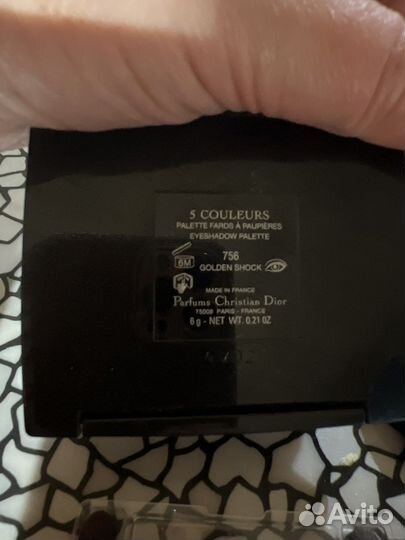 5 COULEURS
PALETTE FARDS À PAUPIÈRES
EYESHADOW PALETTE
6M
756
GOLDEN SHOCK
MADE IN FRANCE
Parfums Christian Dior
75008 PARIS - FRANCE
6 g - NET WT. 0.21 OZ
Avito